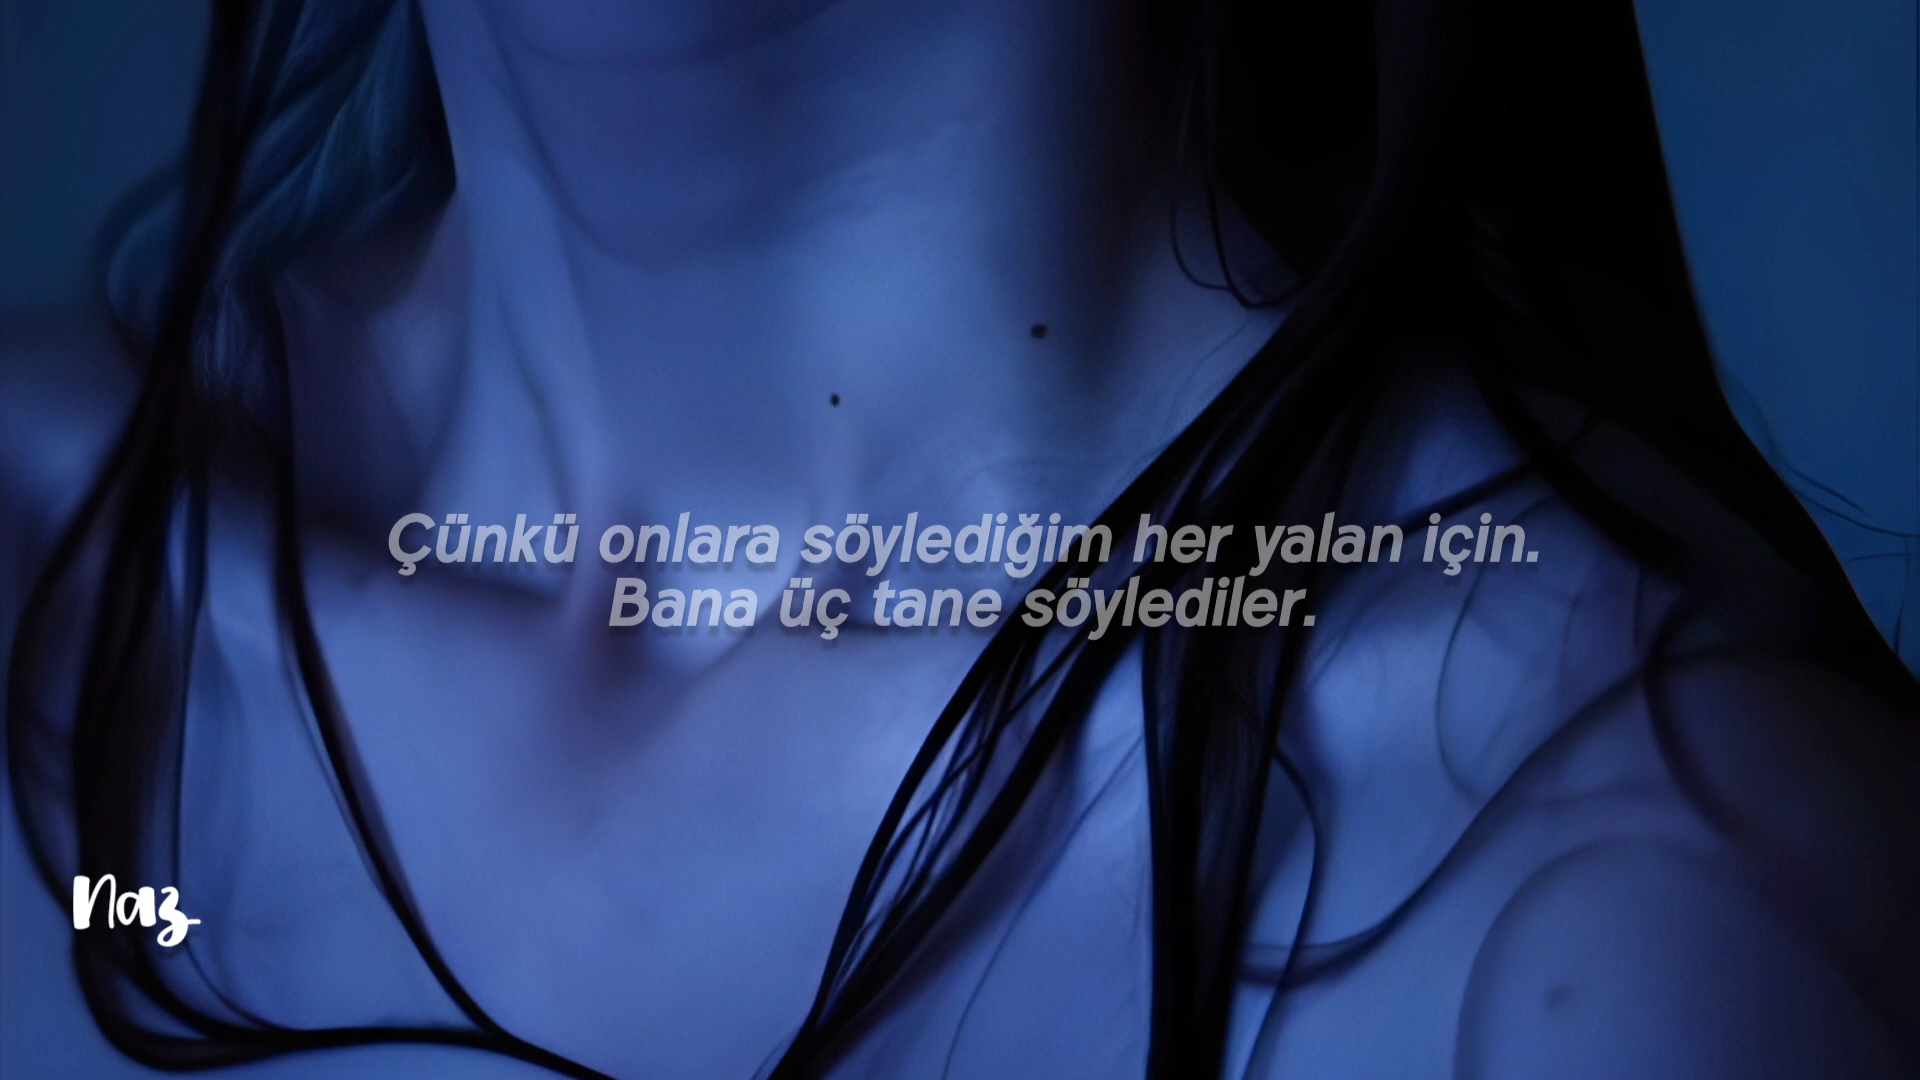 Çünkü onlara söylediğim her yalan için.
Bana üç tane söylediler.
Naz